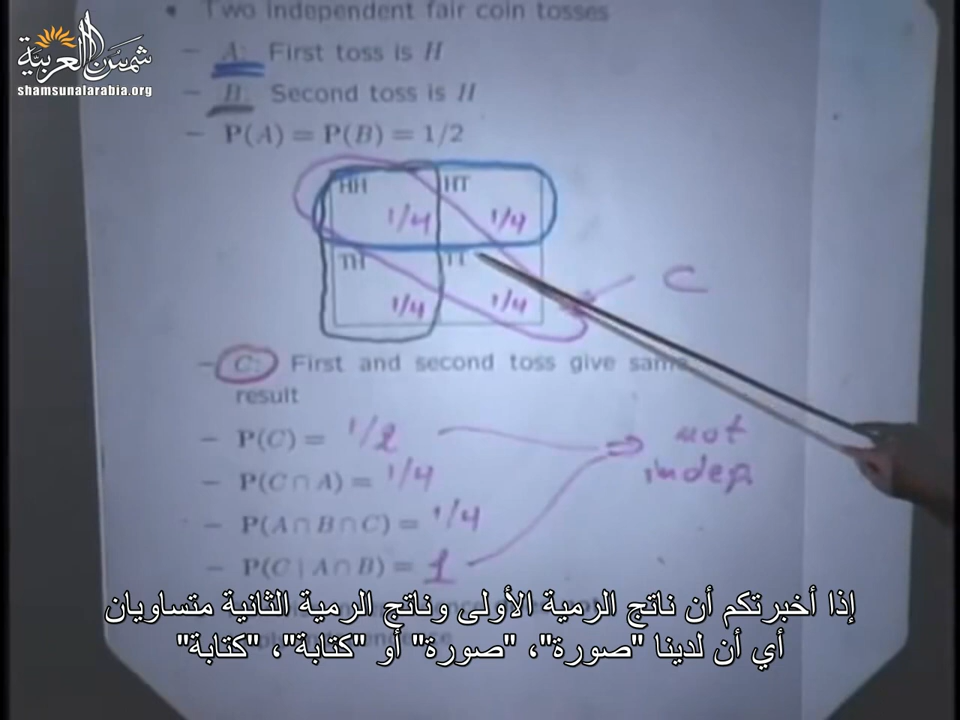 شمس العربية
shamsunalarabia.org
• Two independent fair coin tosses
– A: First toss is H
– B: Second toss is H
– P(A) = P(B) = 1/2
HH HT
1/4 1/4
TH TT
1/4 1/4
C
– C: First and second toss give same
result
– P(C) = 1/2
not
indep.
– P(C ∩ A) = 1/4
– P(A ∩ B ∩ C) = 1/4
– P(C | A ∩ B) = 1
إذا أخبرتكم أن ناتج الرمية الأولى وناتج الرمية الثانية متساويان
أي أن لدينا "صورة"، "صورة" أو "كتابة"، "كتابة"